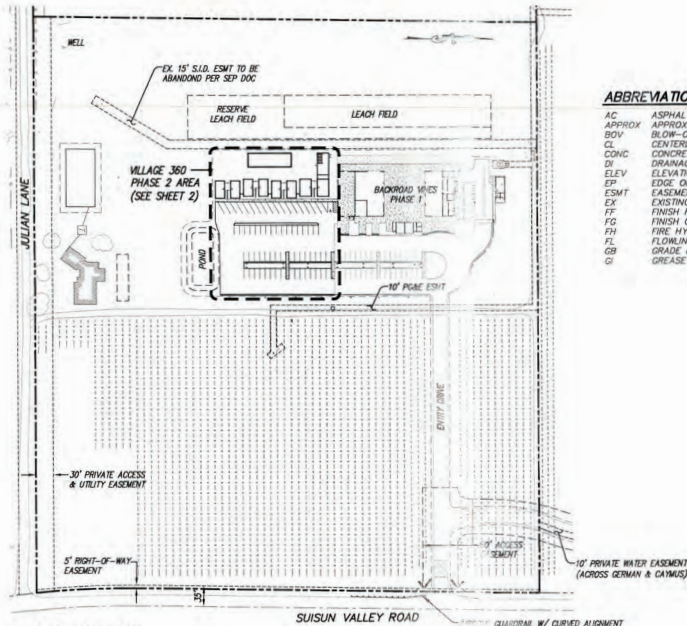 WELL
EX. 15' S.I.D. ESMT TO BE
ABANDOND PER SEP DOC
RESERVE
LEACH FIELD
LEACH FIELD
VILLAGE 360
PHASE 2 AREA
(SEE SHEET 2)
BACKROAD VINES
PHASE 1
JULIAN LANE
POND
10' PG&E ESMT
ENTRY DRIVE
30' PRIVATE ACCESS
& UTILITY EASEMENT
5' RIGHT-OF-WAY
EASEMENT
35'
ACCESS
10' PRIVATE WATER EASEMENT
(ACROSS GERMAN & CAYMUS)
SUISUN VALLEY ROAD
GUARDRAIL W/ CURVED ALIGNMENT
ABBREVIATIO
AC ASPHAL
APPROX APPROX
BOV BLOW-O
CL CENTERL
CONC CONCRE
DI DRAINAG
ELEV ELEVATI
EP EDGE O
ESMT EASEME
EX EXISTING
FF FINISH
FG FINISH
FH FIRE HY
FL FLOWLIN
GB GRADE
GI GREASE